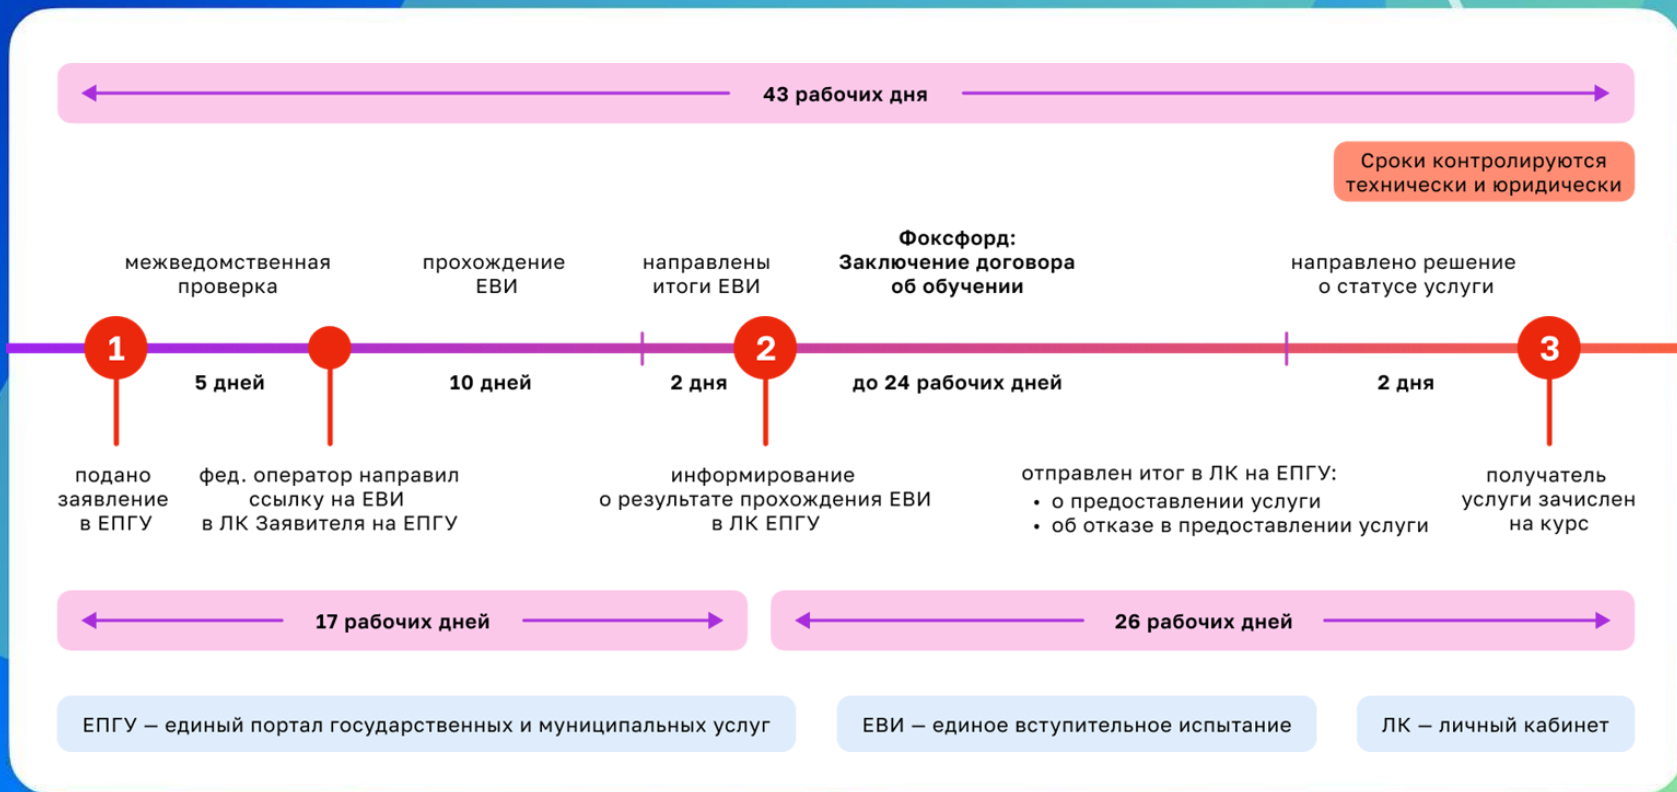 43 рабочих дня
Сроки контролируются
технически и юридически
межведомственная
проверка
прохождение
ЕВИ
направлены
итоги ЕВИ
Фоксфорд:
Заключение договора
об обучении
направлено решение
о статусе услуги
1
2
3
5 дней
10 дней
2 дня
до 24 рабочих дней
2 дня
подано
заявление
в ЕПГУ
фед. оператор направил
ссылку на ЕВИ
в ЛК Заявителя на ЕПГУ
информирование
о результате прохождения ЕВИ
в ЛК ЕПГУ
отправлен итог в ЛК на ЕПГУ:
• о предоставлении услуги
• об отказе в предоставлении услуги
получатель
услуги зачислен
на курс
17 рабочих дней
26 рабочих дней
ЕПГУ — единый портал государственных и муниципальных услуг
ЕВИ — единое вступительное испытание
ЛК — личный кабинет